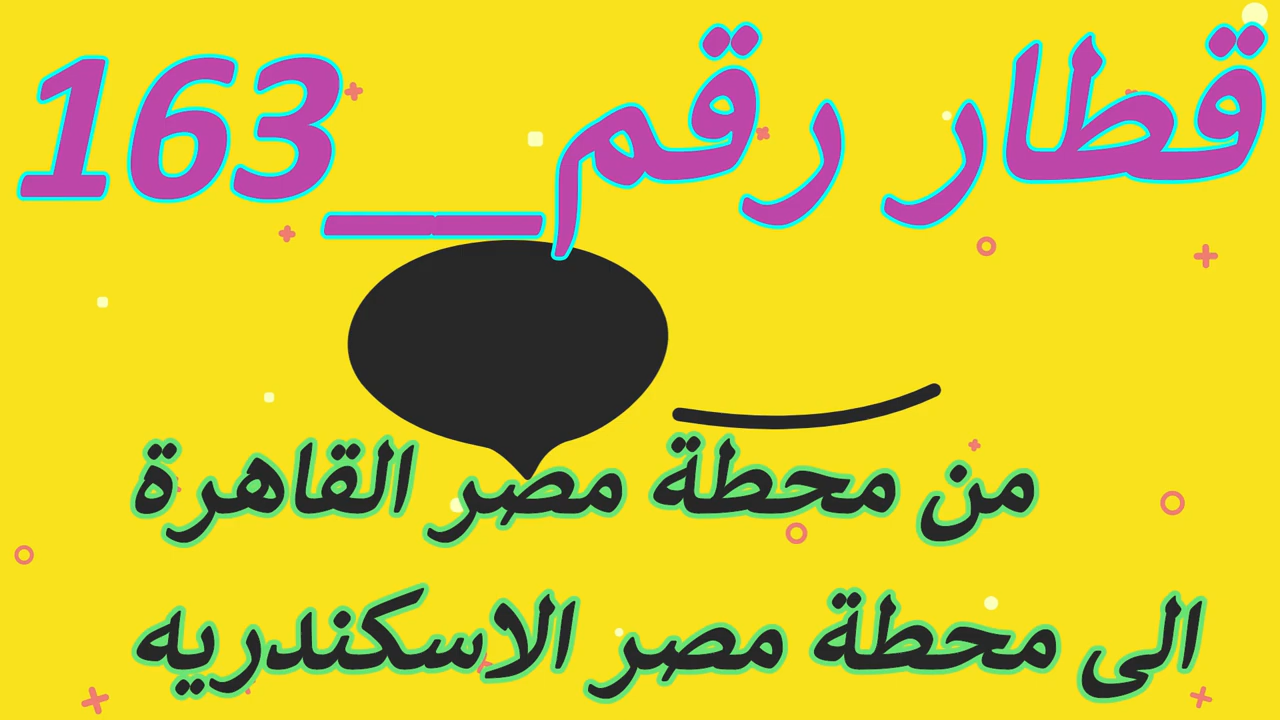 قطار رقم__163
من محطة مصر القاهرة
الى محطة مصر الاسكندريه